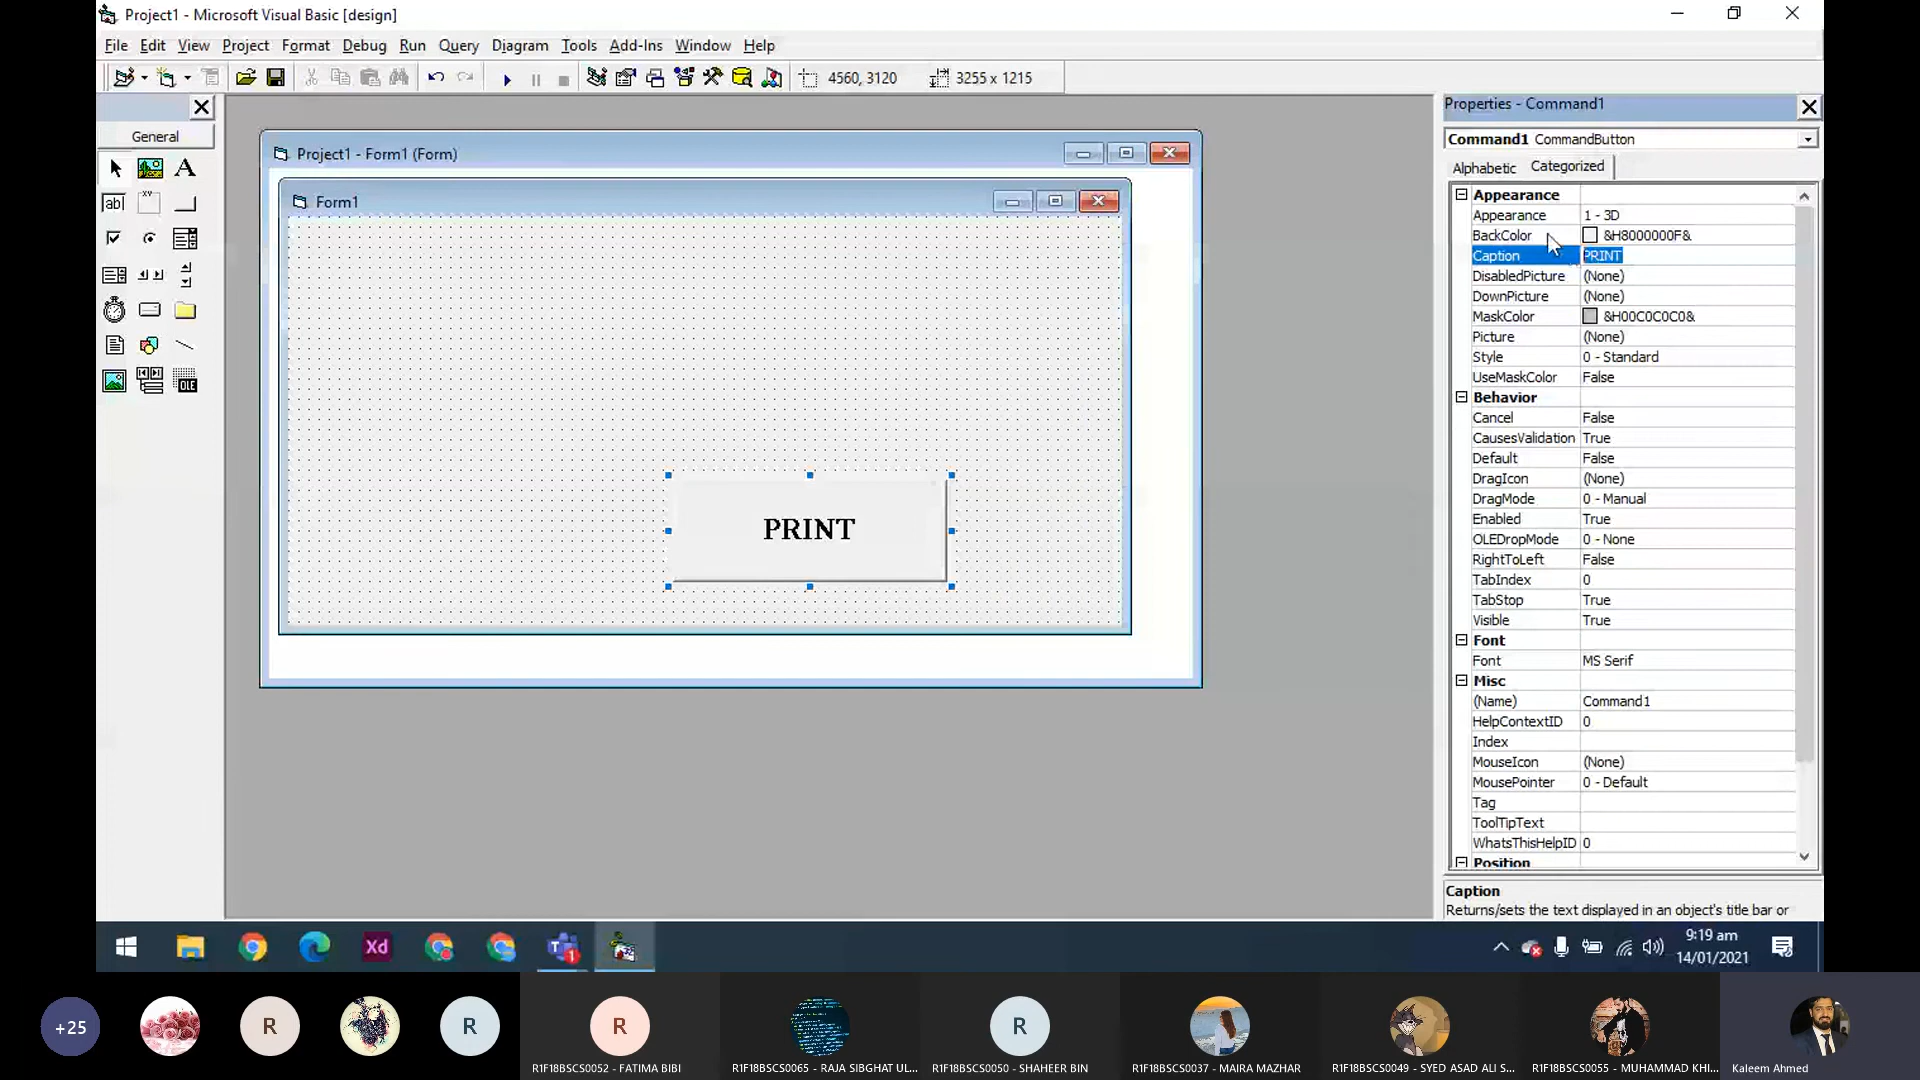 Project1 - Microsoft Visual Basic [design]
File Edit View Project Format Debug Run Query Diagram Tools Add-Ins Window Help
4560, 3120 3255 x 1215
General
A
ab|
XY
OLE
Project1 - Form1 (Form)
Form1
PRINT
Properties - Command1
Command1 CommandButton
Alphabetic Categorized
Appearance
Appearance 1 - 3D
BackColor &H8000000F&
Caption PRINT
DisabledPicture (None)
DownPicture (None)
MaskColor &H00C0C0C0&
Picture (None)
Style 0 - Standard
UseMaskColor False
Behavior
Cancel False
CausesValidation True
Default False
DragIcon (None)
DragMode 0 - Manual
Enabled True
OLEDropMode 0 - None
RightToLeft False
TabIndex 0
TabStop True
Visible True
Font
Font MS Serif
Misc
(Name) Command1
HelpContextID 0
Index
MouseIcon (None)
MousePointer 0 - Default
Tag
ToolTipText
WhatsThisHelpID 0
Position
Caption
Returns/sets the text displayed in an object's title bar or
Xd
T 1
9:19 am
14/01/2021
+25
R
R
R
R
R1F18BSCS0052 - FATIMA BIBI
R1F18BSCS0065 - RAJA SIBGHAT UL...
R1F18BSCS0050 - SHAHEER BIN
R1F18BSCS0037 - MAIRA MAZHAR
R1F18BSCS0049 - SYED ASAD ALI S...
R1F18BSCS0055 - MUHAMMAD KHI...
Kaleem Ahmed